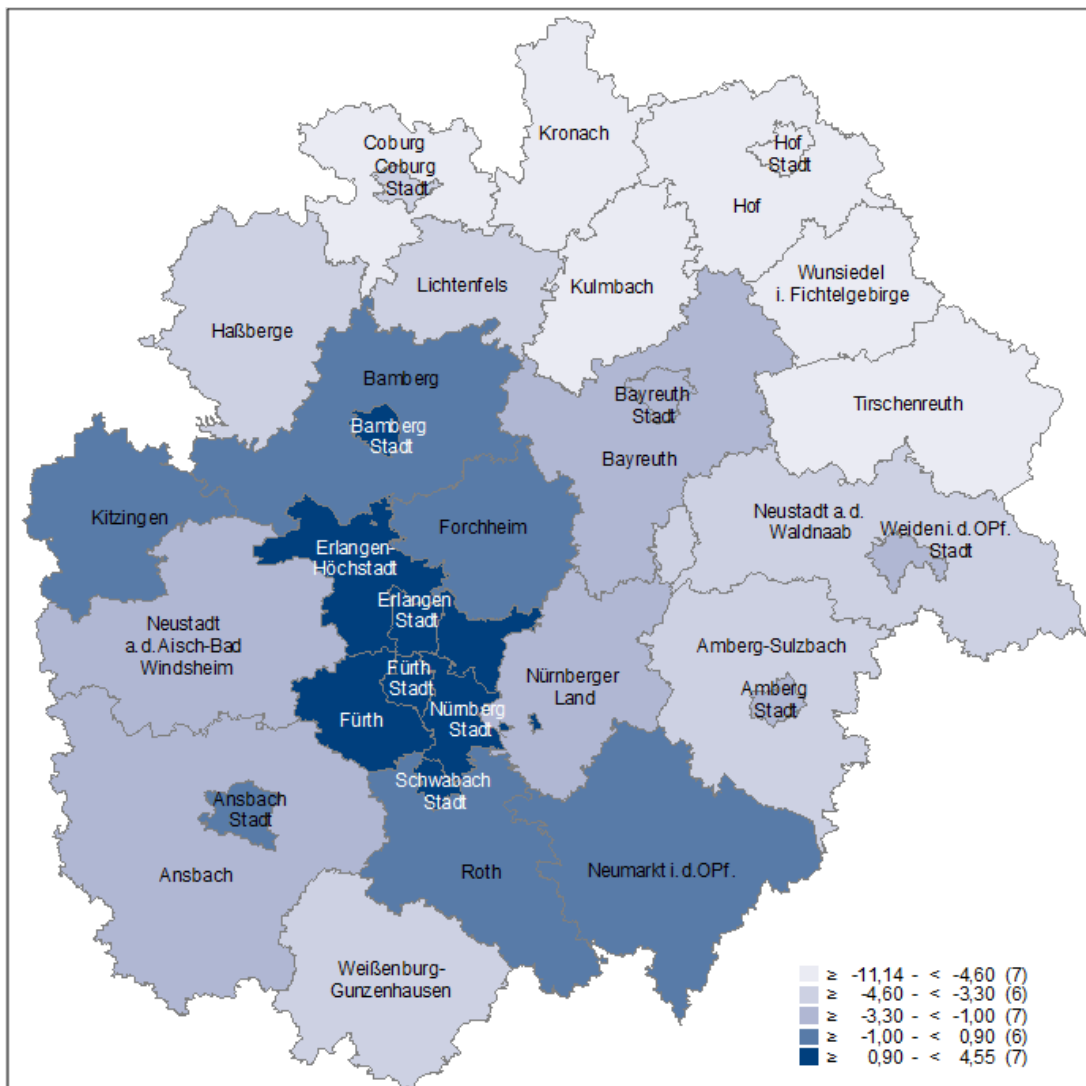 Kronach
Coburg
Coburg
Stadt
Hof
Stadt
Hof
Wunsiedel
i. Fichtelgebirge
Lichtenfels
Kulmbach
Haßberge
Bamberg
Bayreuth
Stadt
Tirschenreuth
Bamberg
Stadt
Bayreuth
Kitzingen
Forchheim
Neustadt a.d.
Waldnaab
Weiden i.d.OPf.
Stadt
Erlangen-
Höchstadt
Erlangen
Stadt
Neustadt
a.d.Aisch-Bad
Windsheim
Amberg-Sulzbach
Fürth
Stadt
Nürnberger
Land
Amberg
Stadt
Fürth
Nürnberg
Stadt
Schwabach
Stadt
Ansbach
Stadt
Ansbach
Roth
Neumarkt i.d.OPf.
Weißenburg-
Gunzenhausen
≥ -11,14 - < -4,60 (7)
≥ -4,60 - < -3,30 (6)
≥ -3,30 - < -1,00 (7)
≥ -1,00 - < 0,90 (6)
≥ 0,90 - < 4,55 (7)